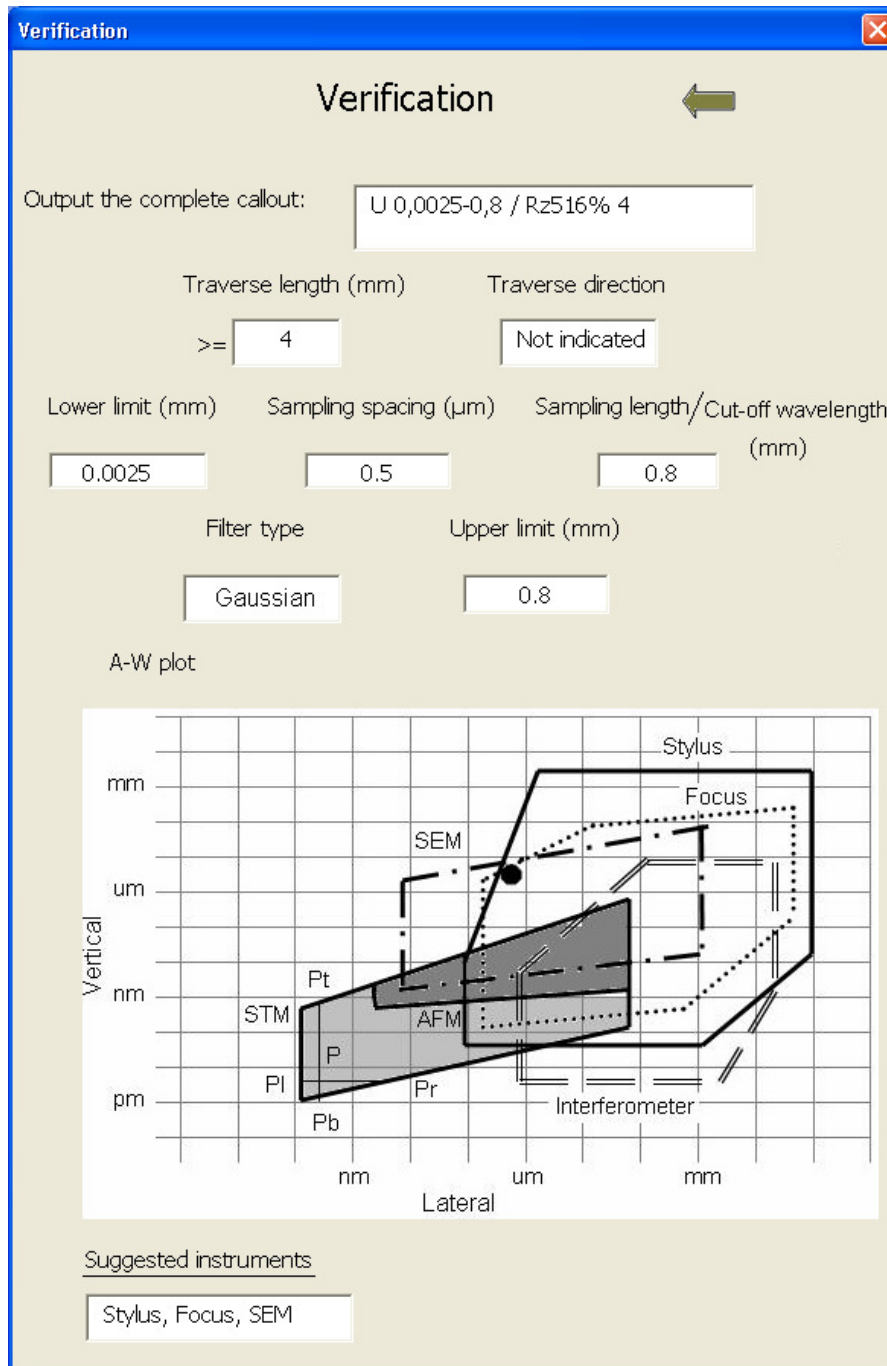 Verification
Verification
Output the complete callout:
U 0,0025-0,8 / Rz516% 4
Traverse length (mm)
Traverse direction
>=
4
Not indicated
Lower limit (mm)
Sampling spacing (µm)
Sampling length/Cut-off wavelength
(mm)
0.0025
0.5
0.8
Filter type
Upper limit (mm)
Gaussian
0.8
A-W plot
Stylus
mm
Focus
SEM
um
Vertical
Pt
nm
STM
AFM
P
Pl
Pr
pm
Interferometer
Pb
nm
um
mm
Lateral
Suggested instruments
Stylus, Focus, SEM